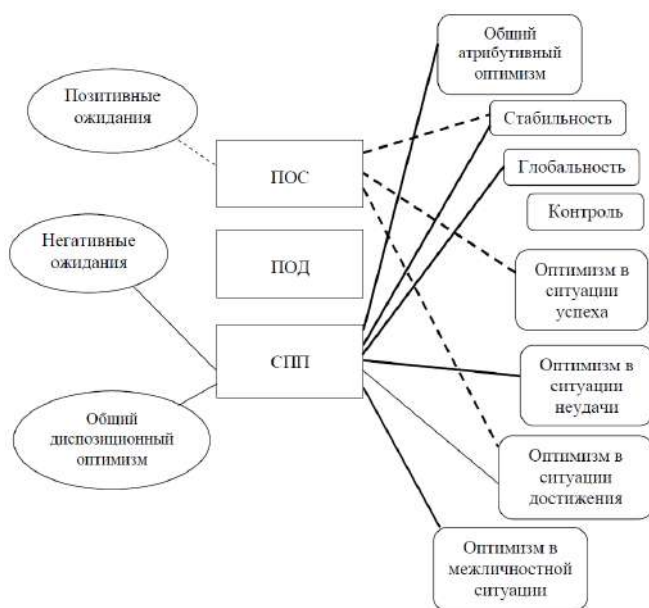 Общий
атрибутивный
оптимизм
Позитивные
ожидания
Стабильность
ПОС
Глобальность
Контроль
Негативные
ожидания
ПОД
Оптимизм в
ситуации
успеха
СПП
Оптимизм в
ситуации
неудачи
Общий
диспозиционный
оптимизм
Оптимизм в
ситуации
достижения
Оптимизм в
межличностной
ситуации